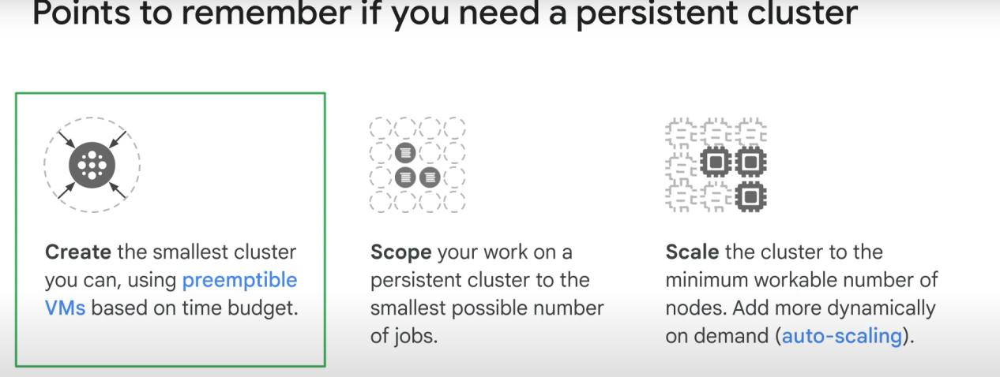 Points to remember if you need a persistent cluster
Create the smallest cluster
you can, using preemptible
VMs based on time budget.
Scope your work on a
persistent cluster to the
smallest possible number
of jobs.
Scale the cluster to the
minimum workable number of
nodes. Add more dynamically
on demand (auto-scaling).